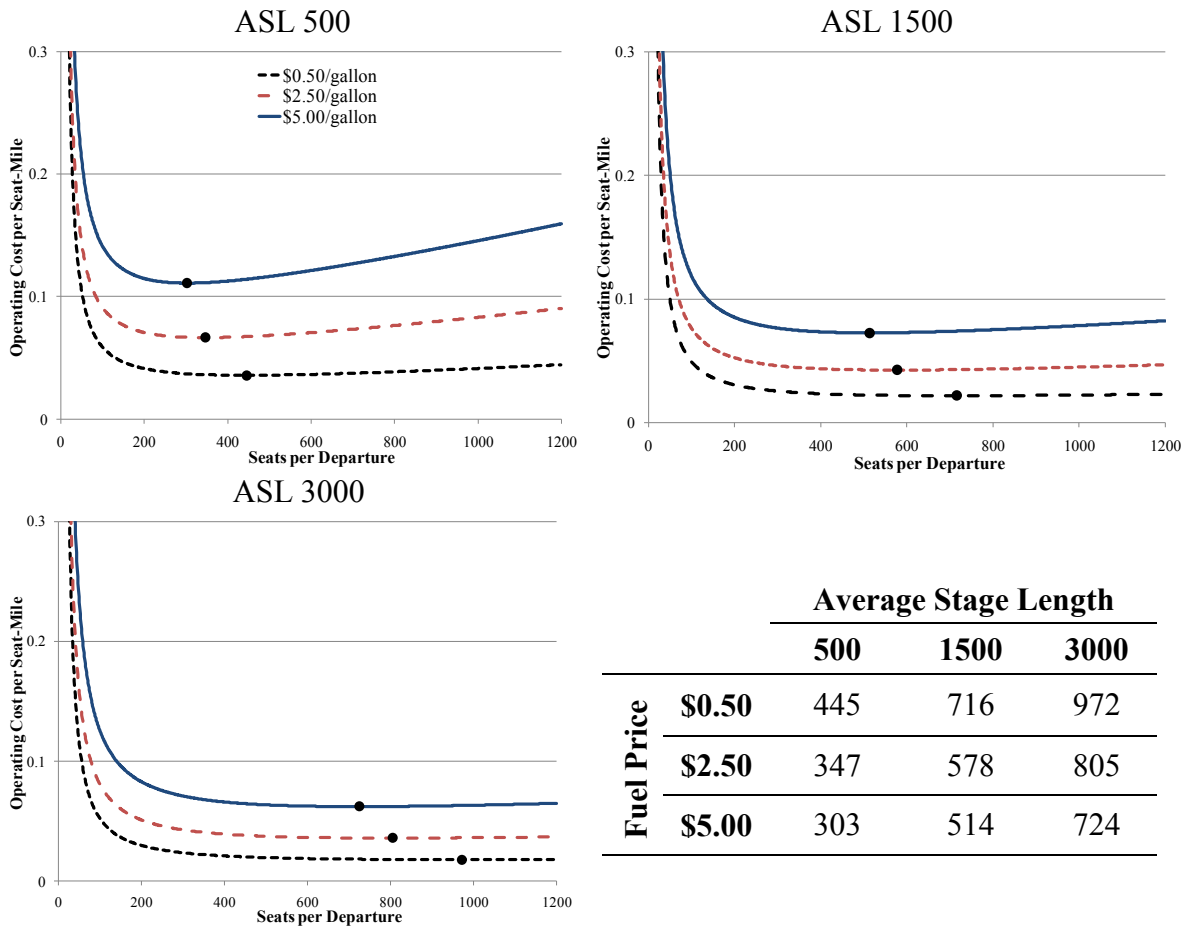 ASL 500
0.3
0.2
0.1
0
Operating Cost per Seat-Mile
$0.50/gallon
$2.50/gallon
$5.00/gallon
0 200 400 600 800 1000 1200
Seats per Departure
ASL 1500
0.3
0.2
0.1
0
Operating Cost per Seat-Mile
0 200 400 600 800 1000 1200
Seats per Departure
ASL 3000
0.3
0.2
0.1
0
Operating Cost per Seat-Mile
0 200 400 600 800 1000 1200
Seats per Departure
Average Stage Length
500 1500 3000
Fuel Price
$0.50 445 716 972
$2.50 347 578 805
$5.00 303 514 724